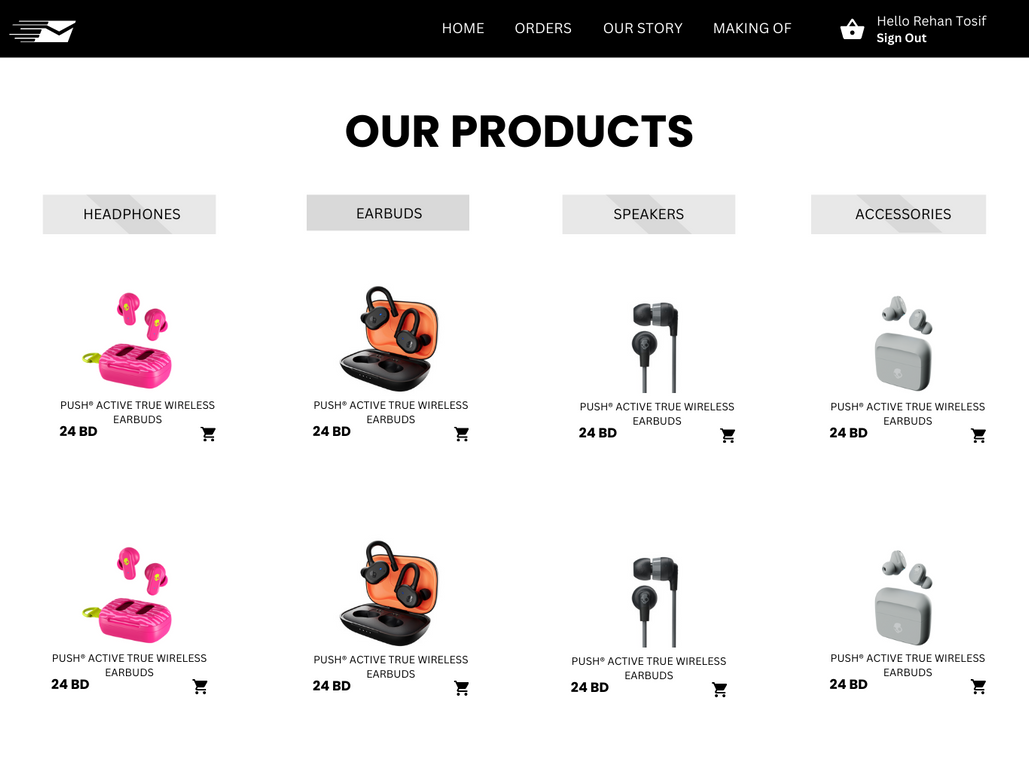 HOME ORDERS OUR STORY MAKING OF Hello Rehan Tosif
Sign Out
OUR PRODUCTS
HEADPHONES EARBUDS SPEAKERS ACCESSORIES
PUSH® ACTIVE TRUE WIRELESS
EARBUDS
24 BD
PUSH® ACTIVE TRUE WIRELESS
EARBUDS
24 BD
PUSH® ACTIVE TRUE WIRELESS
EARBUDS
24 BD
PUSH® ACTIVE TRUE WIRELESS
EARBUDS
24 BD
PUSH® ACTIVE TRUE WIRELESS
EARBUDS
24 BD
PUSH® ACTIVE TRUE WIRELESS
EARBUDS
24 BD
PUSH® ACTIVE TRUE WIRELESS
EARBUDS
24 BD
PUSH® ACTIVE TRUE WIRELESS
EARBUDS
24 BD